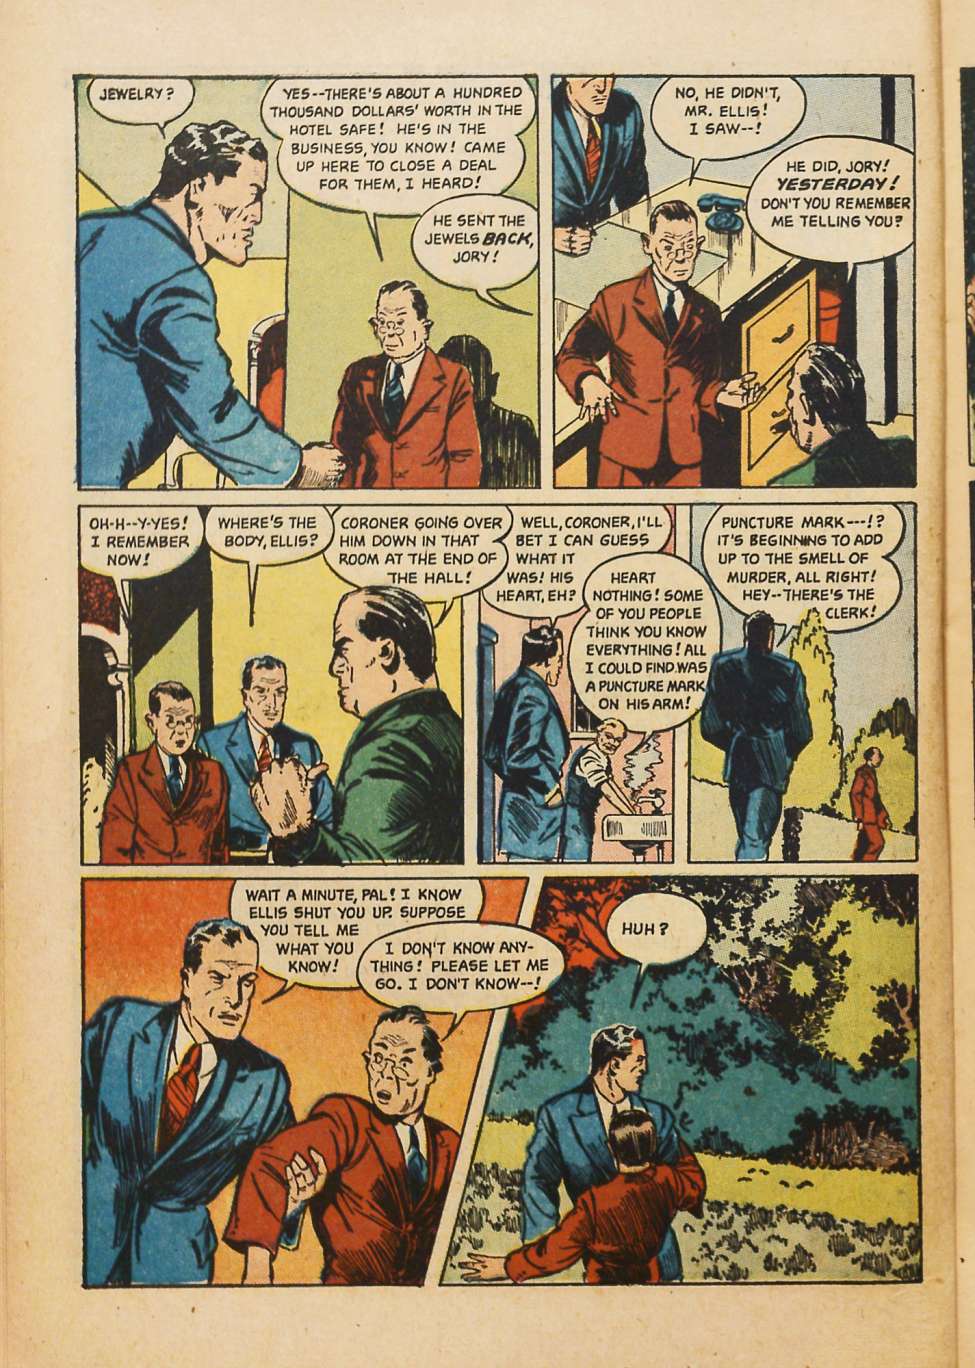 JEWELRY?
YES--THERE'S ABOUT A HUNDRED
THOUSAND DOLLARS' WORTH IN THE
HOTEL SAFE! HE'S IN THE
BUSINESS, YOU KNOW! CAME
UP HERE TO CLOSE A DEAL
FOR THEM, I HEARD!
HE SENT THE
JEWELS BACK,
JORY!
NO, HE DIDN'T,
MR. ELLIS!
I SAW--!
HE DID, JORY!
YESTERDAY!
DON'T YOU REMEMBER
ME TELLING YOU?
OH-H--Y-YES!
I REMEMBER
NOW!
WHERE'S THE
BODY, ELLIS?
CORONER GOING OVER
HIM DOWN IN THAT
ROOM AT THE END OF
THE HALL!
WELL, CORONER, I'LL
BET I CAN GUESS
WHAT IT
WAS! HIS
HEART, EH?
HEART
NOTHING! SOME
OF YOU PEOPLE
THINK YOU KNOW
EVERYTHING! ALL
I COULD FIND WAS
A PUNCTURE MARK
ON HIS ARM!
PUNCTURE MARK---!?
IT'S BEGINNING TO ADD
UP TO THE SMELL OF
MURDER, ALL RIGHT!
HEY--THERE'S THE
CLERK!
WAIT A MINUTE, PAL! I KNOW
ELLIS SHUT YOU UP. SUPPOSE
YOU TELL ME
WHAT YOU
KNOW!
I DON'T KNOW ANY-
THING! PLEASE LET ME
GO. I DON'T KNOW--!
HUH?